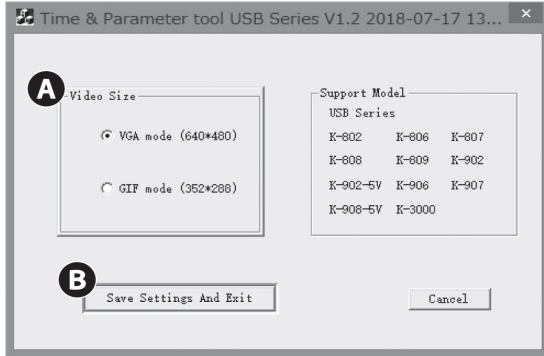 Time & Parameter tool USB Series V1.2 2018-07-17 13...
A
Video Size
VGA mode (640*480)
GIF mode (352*288)
Support Model
USB Series
K-802 K-806 K-807
K-808 K-809 K-902
K-902-5V K-906 K-907
K-908-5V K-3000
B
Save Settings And Exit
Cancel